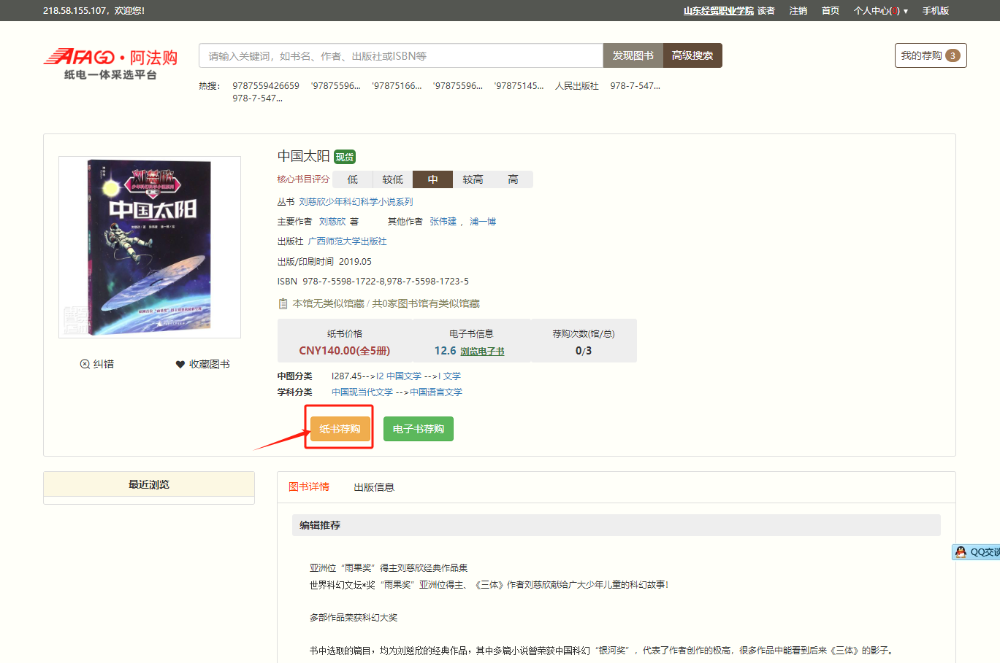 218.58.155.107，欢迎您！
山东经贸职业学院 读者 注销 首页 个人中心(0) ▼ 手机版
AFAGO·阿法购
纸电一体采选平台
请输入关键词，如书名、作者、出版社或ISBN等
发现图书 高级搜索
我的荐购 3
热搜： 9787559426659 '97875596... '97875166... '97875596... '97875145... 人民出版社 978-7-547...
978-7-547...
刘慈欣
少年科幻科学小说系列
第二辑
中国太阳
纠错 收藏图书
中国太阳 现货
核心书目评分 低 较低 中 较高 高
丛书 刘慈欣少年科幻科学小说系列
主要作者 刘慈欣 著 其他作者 张伟建 ，浦一博
出版社 广西师范大学出版社
出版/印刷时间 2019.05
ISBN 978-7-5598-1722-8,978-7-5598-1723-5
本馆无类似馆藏 / 共0家图书馆有类似馆藏
纸书价格 电子书信息 荐购次数(馆/总)
CNY140.00(全5册) 12.6 浏览电子书 0/3
中图分类 I287.45-->I2 中国文学 -->I 文学
学科分类 中国现当代文学 -->中国语言文学
纸书荐购 电子书荐购
最近浏览
图书详情 出版信息
编辑推荐
QQ交谈
亚洲位“雨果奖”得主刘慈欣经典作品集
世界科幻文坛*奖“雨果奖”亚洲位得主、《三体》作者刘慈欣献给广大少年儿童的科幻故事！
多部作品荣获科幻大奖
书中选取的篇目，均为刘慈欣的经典作品，其中多篇小说曾荣获中国科幻“银河奖”，代表了作者创作的极高，很多作品中能看到后来《三体》的影子。